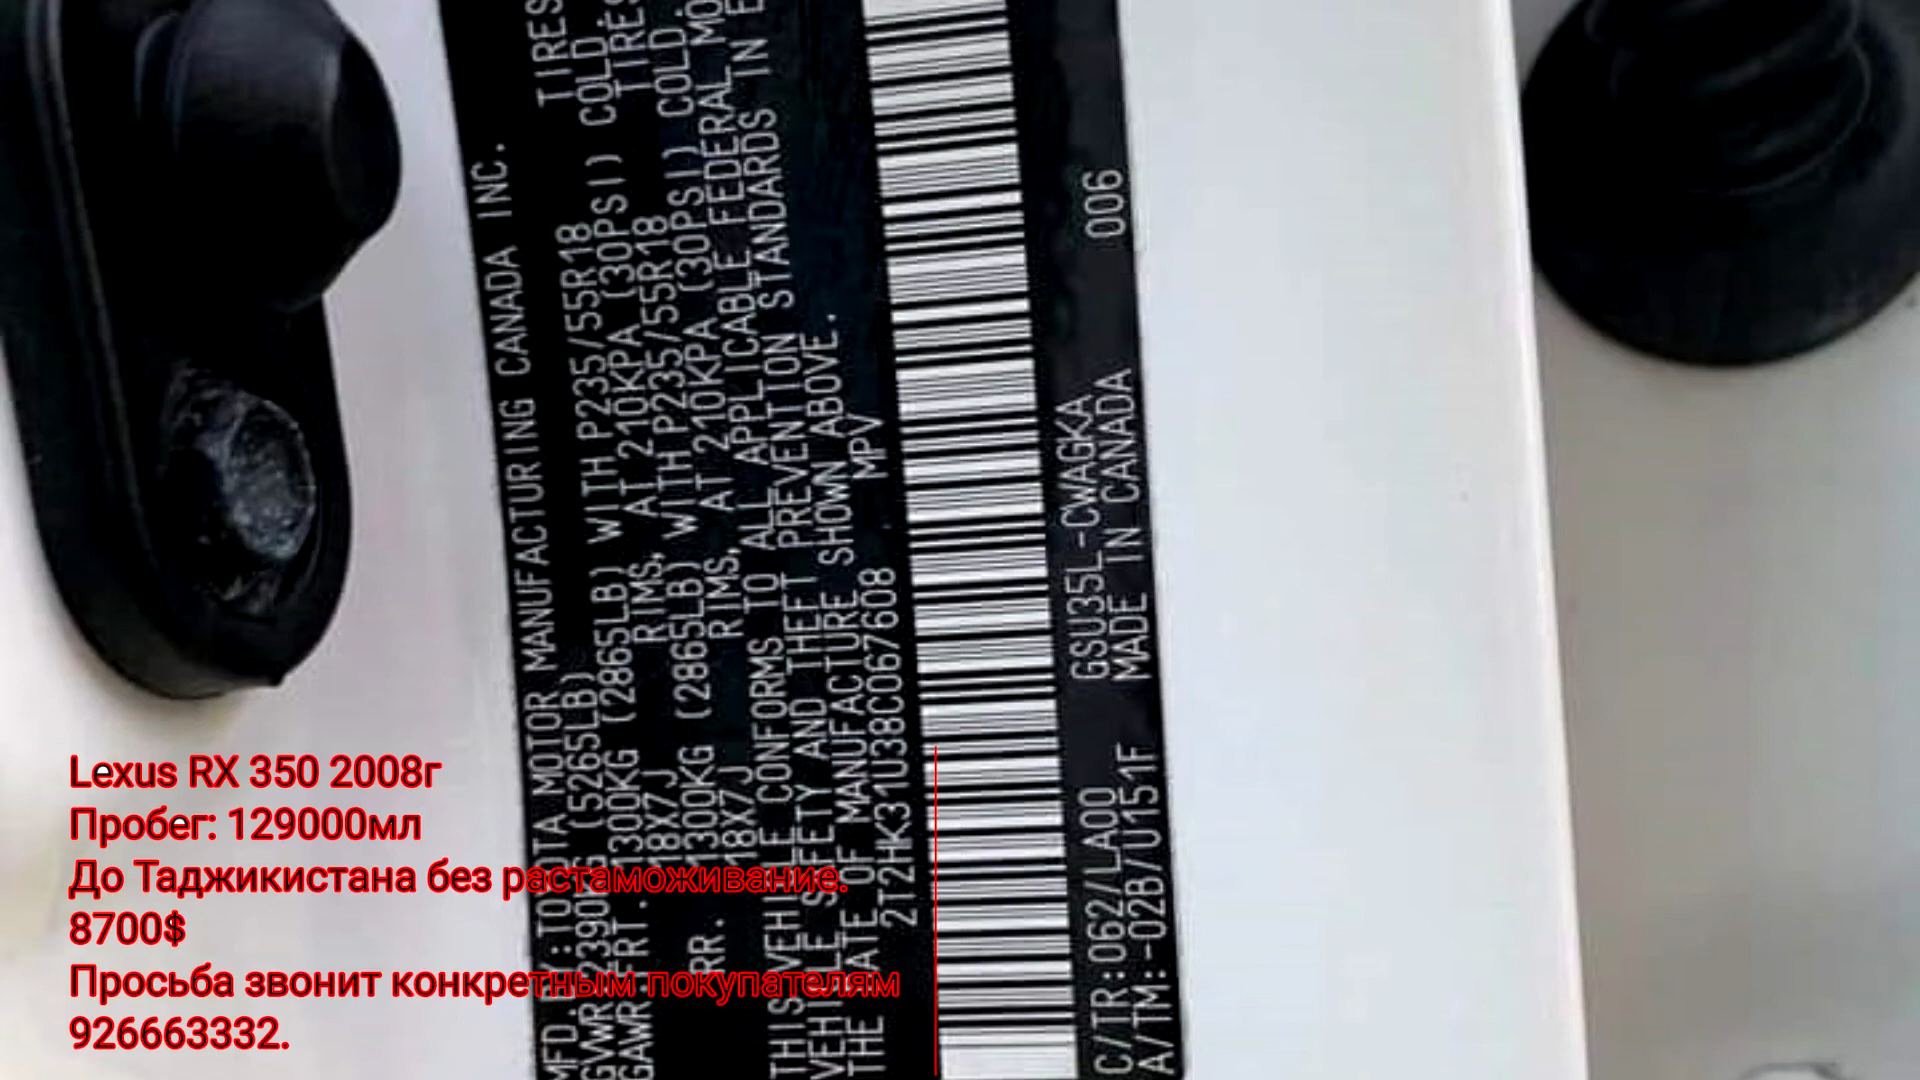 MFD. BY:TOYOTA MOTOR MANUFACTURING CANADA INC.
GVWR. 2390KG (5265LB)
GAWR. FRT. 1300KG (2865LB) WITH P235/55R18 TIRES
18X7J RIMS, AT 210KPA (30PSI) COLD.
RR. 1300KG (2865LB) WITH P235/55R18 TIRES
18X7J RIMS, AT 210KPA (30PSI) COLD.
THIS VEHICLE CONFORMS TO ALL APPLICABLE FEDERAL
VEHICLE SAFETY AND THEFT PREVENTION STANDARDS IN
THE DATE OF MANUFACTURE SHOWN ABOVE.
2T2HK31U38C067608 MPV
GSU35L-CWAGKA 006
C/TR:062/LA00 MADE IN CANADA
A/TM:-02B/U151F
Lexus RX 350 2008г
Пробег: 129000мл
До Таджикистана без растаможивание.
8700$
Просьба звонит конкретным покупателям
926663332.